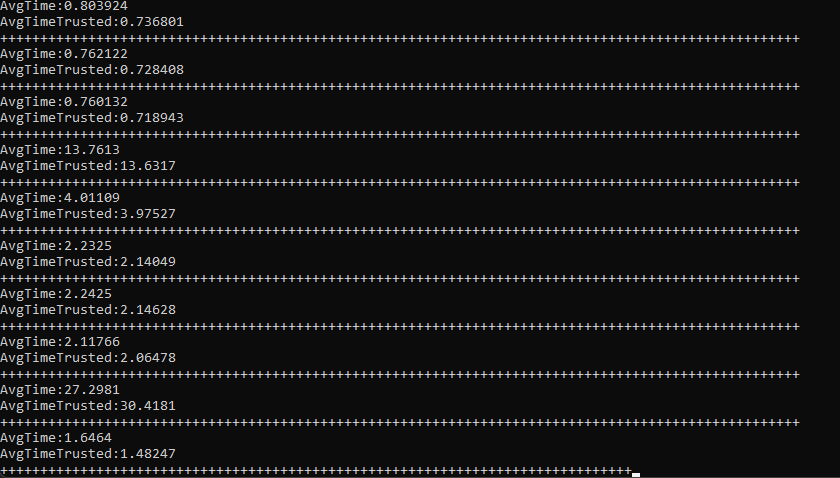 AvgTime:0.803924
AvgTimeTrusted:0.736801
++++++++++++++++++++++++++++++++++++++++++++++++++++++++++++++++++++++++++++++++++++++++++++++++++++
AvgTime:0.762122
AvgTimeTrusted:0.728408
++++++++++++++++++++++++++++++++++++++++++++++++++++++++++++++++++++++++++++++++++++++++++++++++++++
AvgTime:0.760132
AvgTimeTrusted:0.718943
++++++++++++++++++++++++++++++++++++++++++++++++++++++++++++++++++++++++++++++++++++++++++++++++++++
AvgTime:13.7613
AvgTimeTrusted:13.6317
++++++++++++++++++++++++++++++++++++++++++++++++++++++++++++++++++++++++++++++++++++++++++++++++++++
AvgTime:4.01109
AvgTimeTrusted:3.97527
++++++++++++++++++++++++++++++++++++++++++++++++++++++++++++++++++++++++++++++++++++++++++++++++++++
AvgTime:2.2325
AvgTimeTrusted:2.14049
++++++++++++++++++++++++++++++++++++++++++++++++++++++++++++++++++++++++++++++++++++++++++++++++++++
AvgTime:2.2425
AvgTimeTrusted:2.14628
++++++++++++++++++++++++++++++++++++++++++++++++++++++++++++++++++++++++++++++++++++++++++++++++++++
AvgTime:2.11766
AvgTimeTrusted:2.06478
++++++++++++++++++++++++++++++++++++++++++++++++++++++++++++++++++++++++++++++++++++++++++++++++++++
AvgTime:27.2981
AvgTimeTrusted:30.4181
++++++++++++++++++++++++++++++++++++++++++++++++++++++++++++++++++++++++++++++++++++++++++++++++++++
AvgTime:1.6464
AvgTimeTrusted:1.48247
+++++++++++++++++++++++++++++++++++++++++++++++++++++++++++++++++++++++++++++++